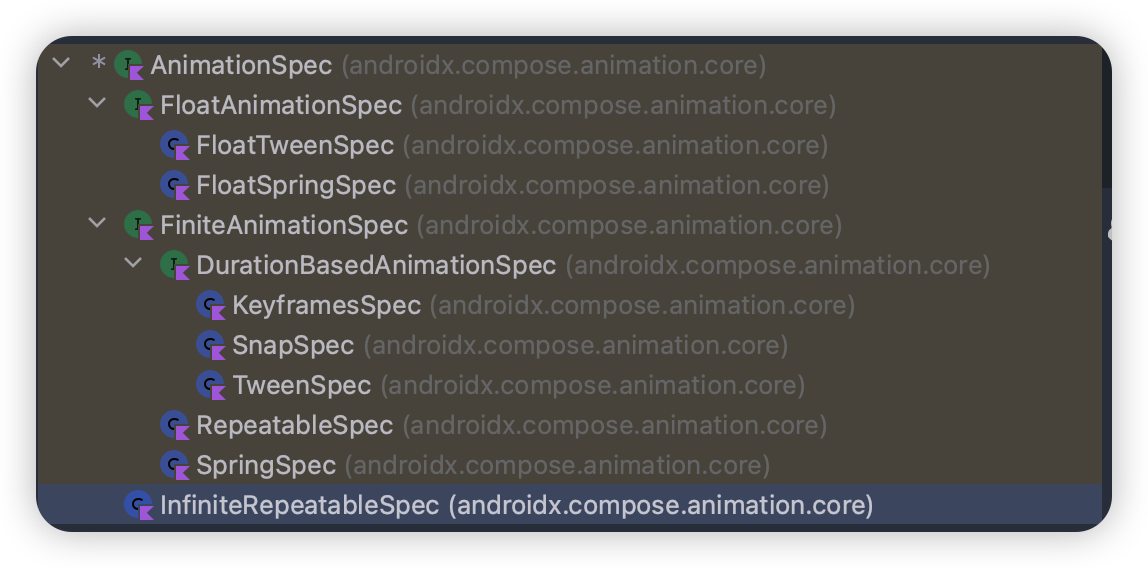 * AnimationSpec (androidx.compose.animation.core)
FloatAnimationSpec (androidx.compose.animation.core)
FloatTweenSpec (androidx.compose.animation.core)
FloatSpringSpec (androidx.compose.animation.core)
FiniteAnimationSpec (androidx.compose.animation.core)
DurationBasedAnimationSpec (androidx.compose.animation.core)
KeyframesSpec (androidx.compose.animation.core)
SnapSpec (androidx.compose.animation.core)
TweenSpec (androidx.compose.animation.core)
RepeatableSpec (androidx.compose.animation.core)
SpringSpec (androidx.compose.animation.core)
InfiniteRepeatableSpec (androidx.compose.animation.core)